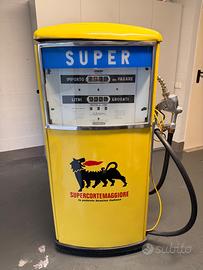 SUPER
IMPORTO DA PAGARE
LITRI EROGATI
SUPERCORTEMAGGIORE
la potente benzina italiana
subito